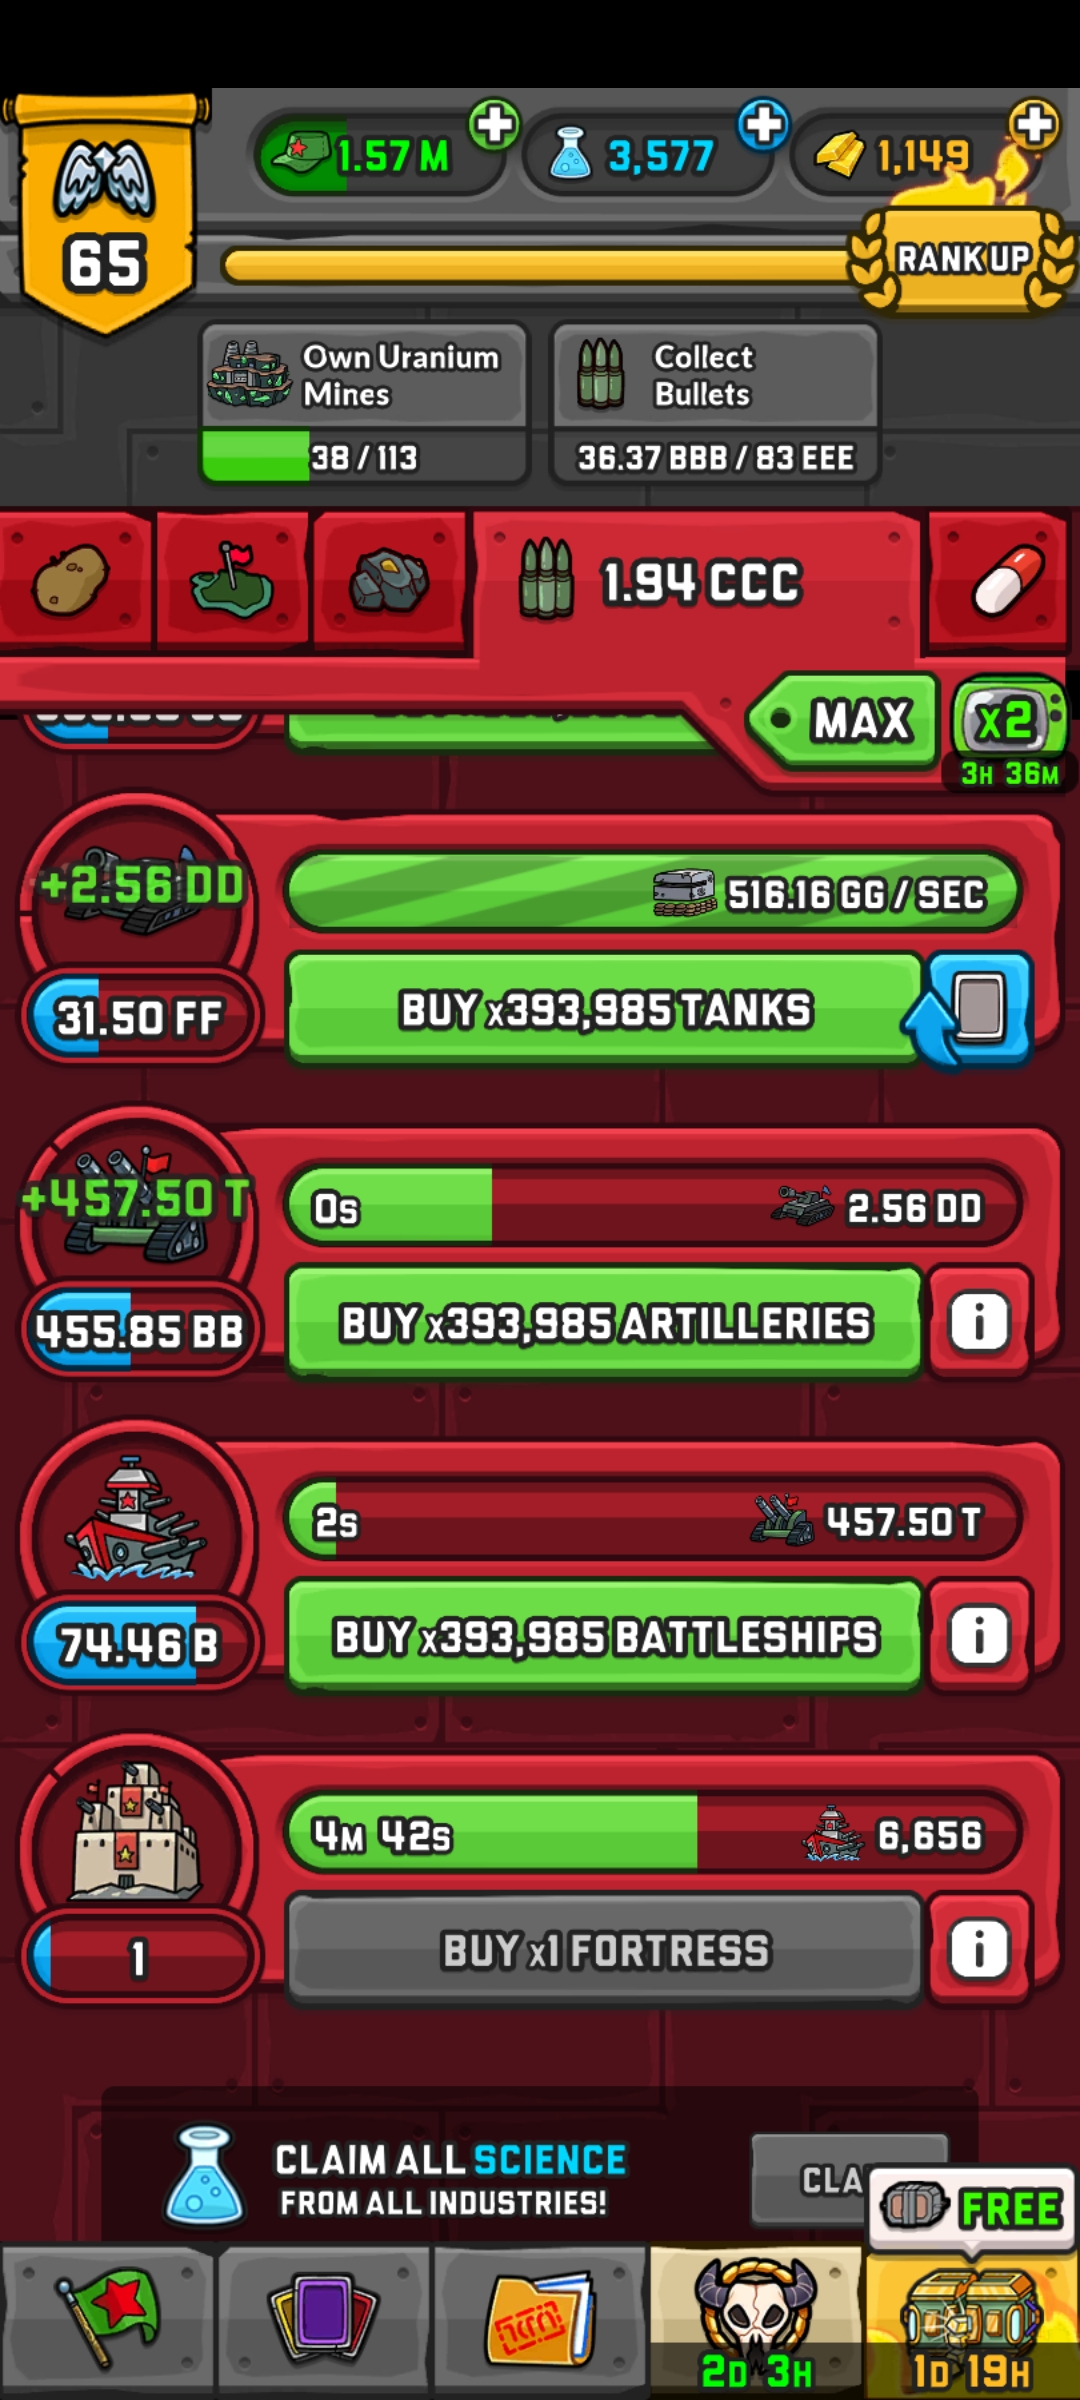 1.57 M
3,577
1,149
65
RANK UP
Own Uranium
Mines
38 / 113
Collect
Bullets
36.37 BBB / 83 EEE
1.94 CCC
MAX
x2
3H 36M
+2.56 DD
516.16 GG / SEC
31.50 FF
BUY x393,985 TANKS
+457.50 T
0s
2.56 DD
455.85 BB
BUY x393,985 ARTILLERIES
i
2s
457.50 T
74.46 B
BUY x393,985 BATTLESHIPS
i
4M 42s
6,656
1
BUY x1 FORTRESS
i
CLAIM ALL SCIENCE
FROM ALL INDUSTRIES!
CLA
FREE
2D 3H
1D 19H